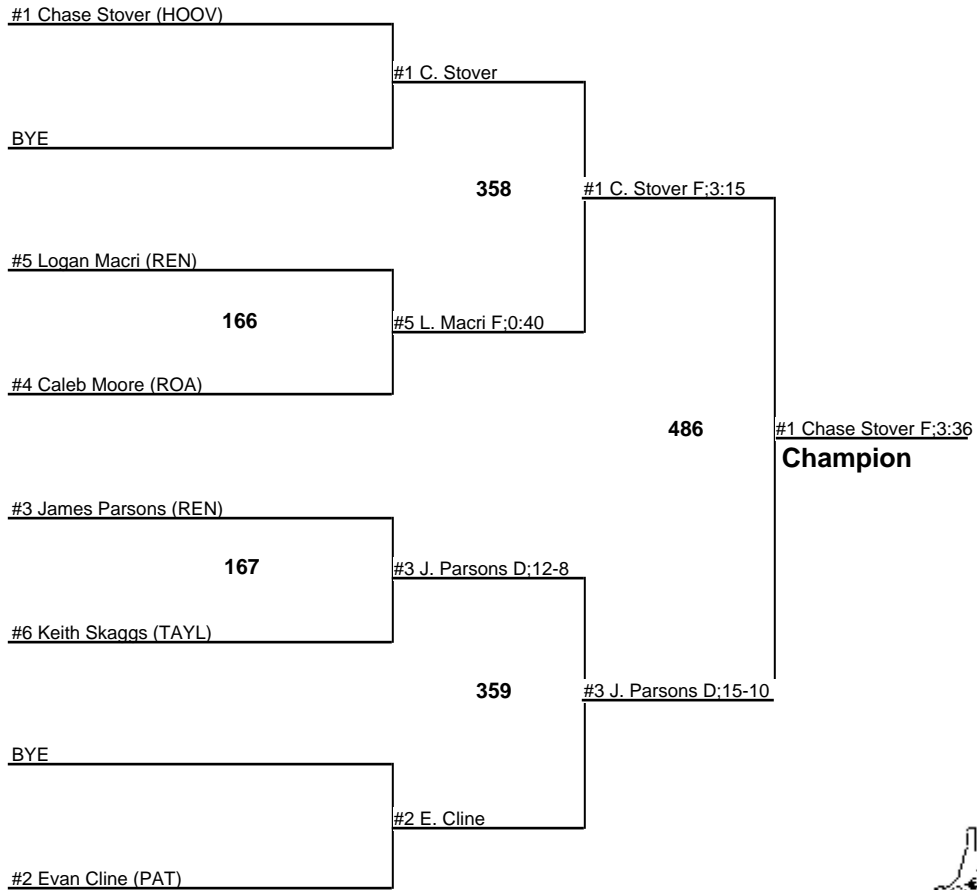 #1 Chase Stover (HOOV)
#1 C. Stover
BYE
358
#1 C. Stover F;3:15
#5 Logan Macri (REN)
166
#5 L. Macri F;0:40
#4 Caleb Moore (ROA)
486
#1 Chase Stover F;3:36
Champion
#3 James Parsons (REN)
167
#3 J. Parsons D;12-8
#6 Keith Skaggs (TAYL)
359
#3 J. Parsons D;15-10
BYE
#2 E. Cline
#2 Evan Cline (PAT)